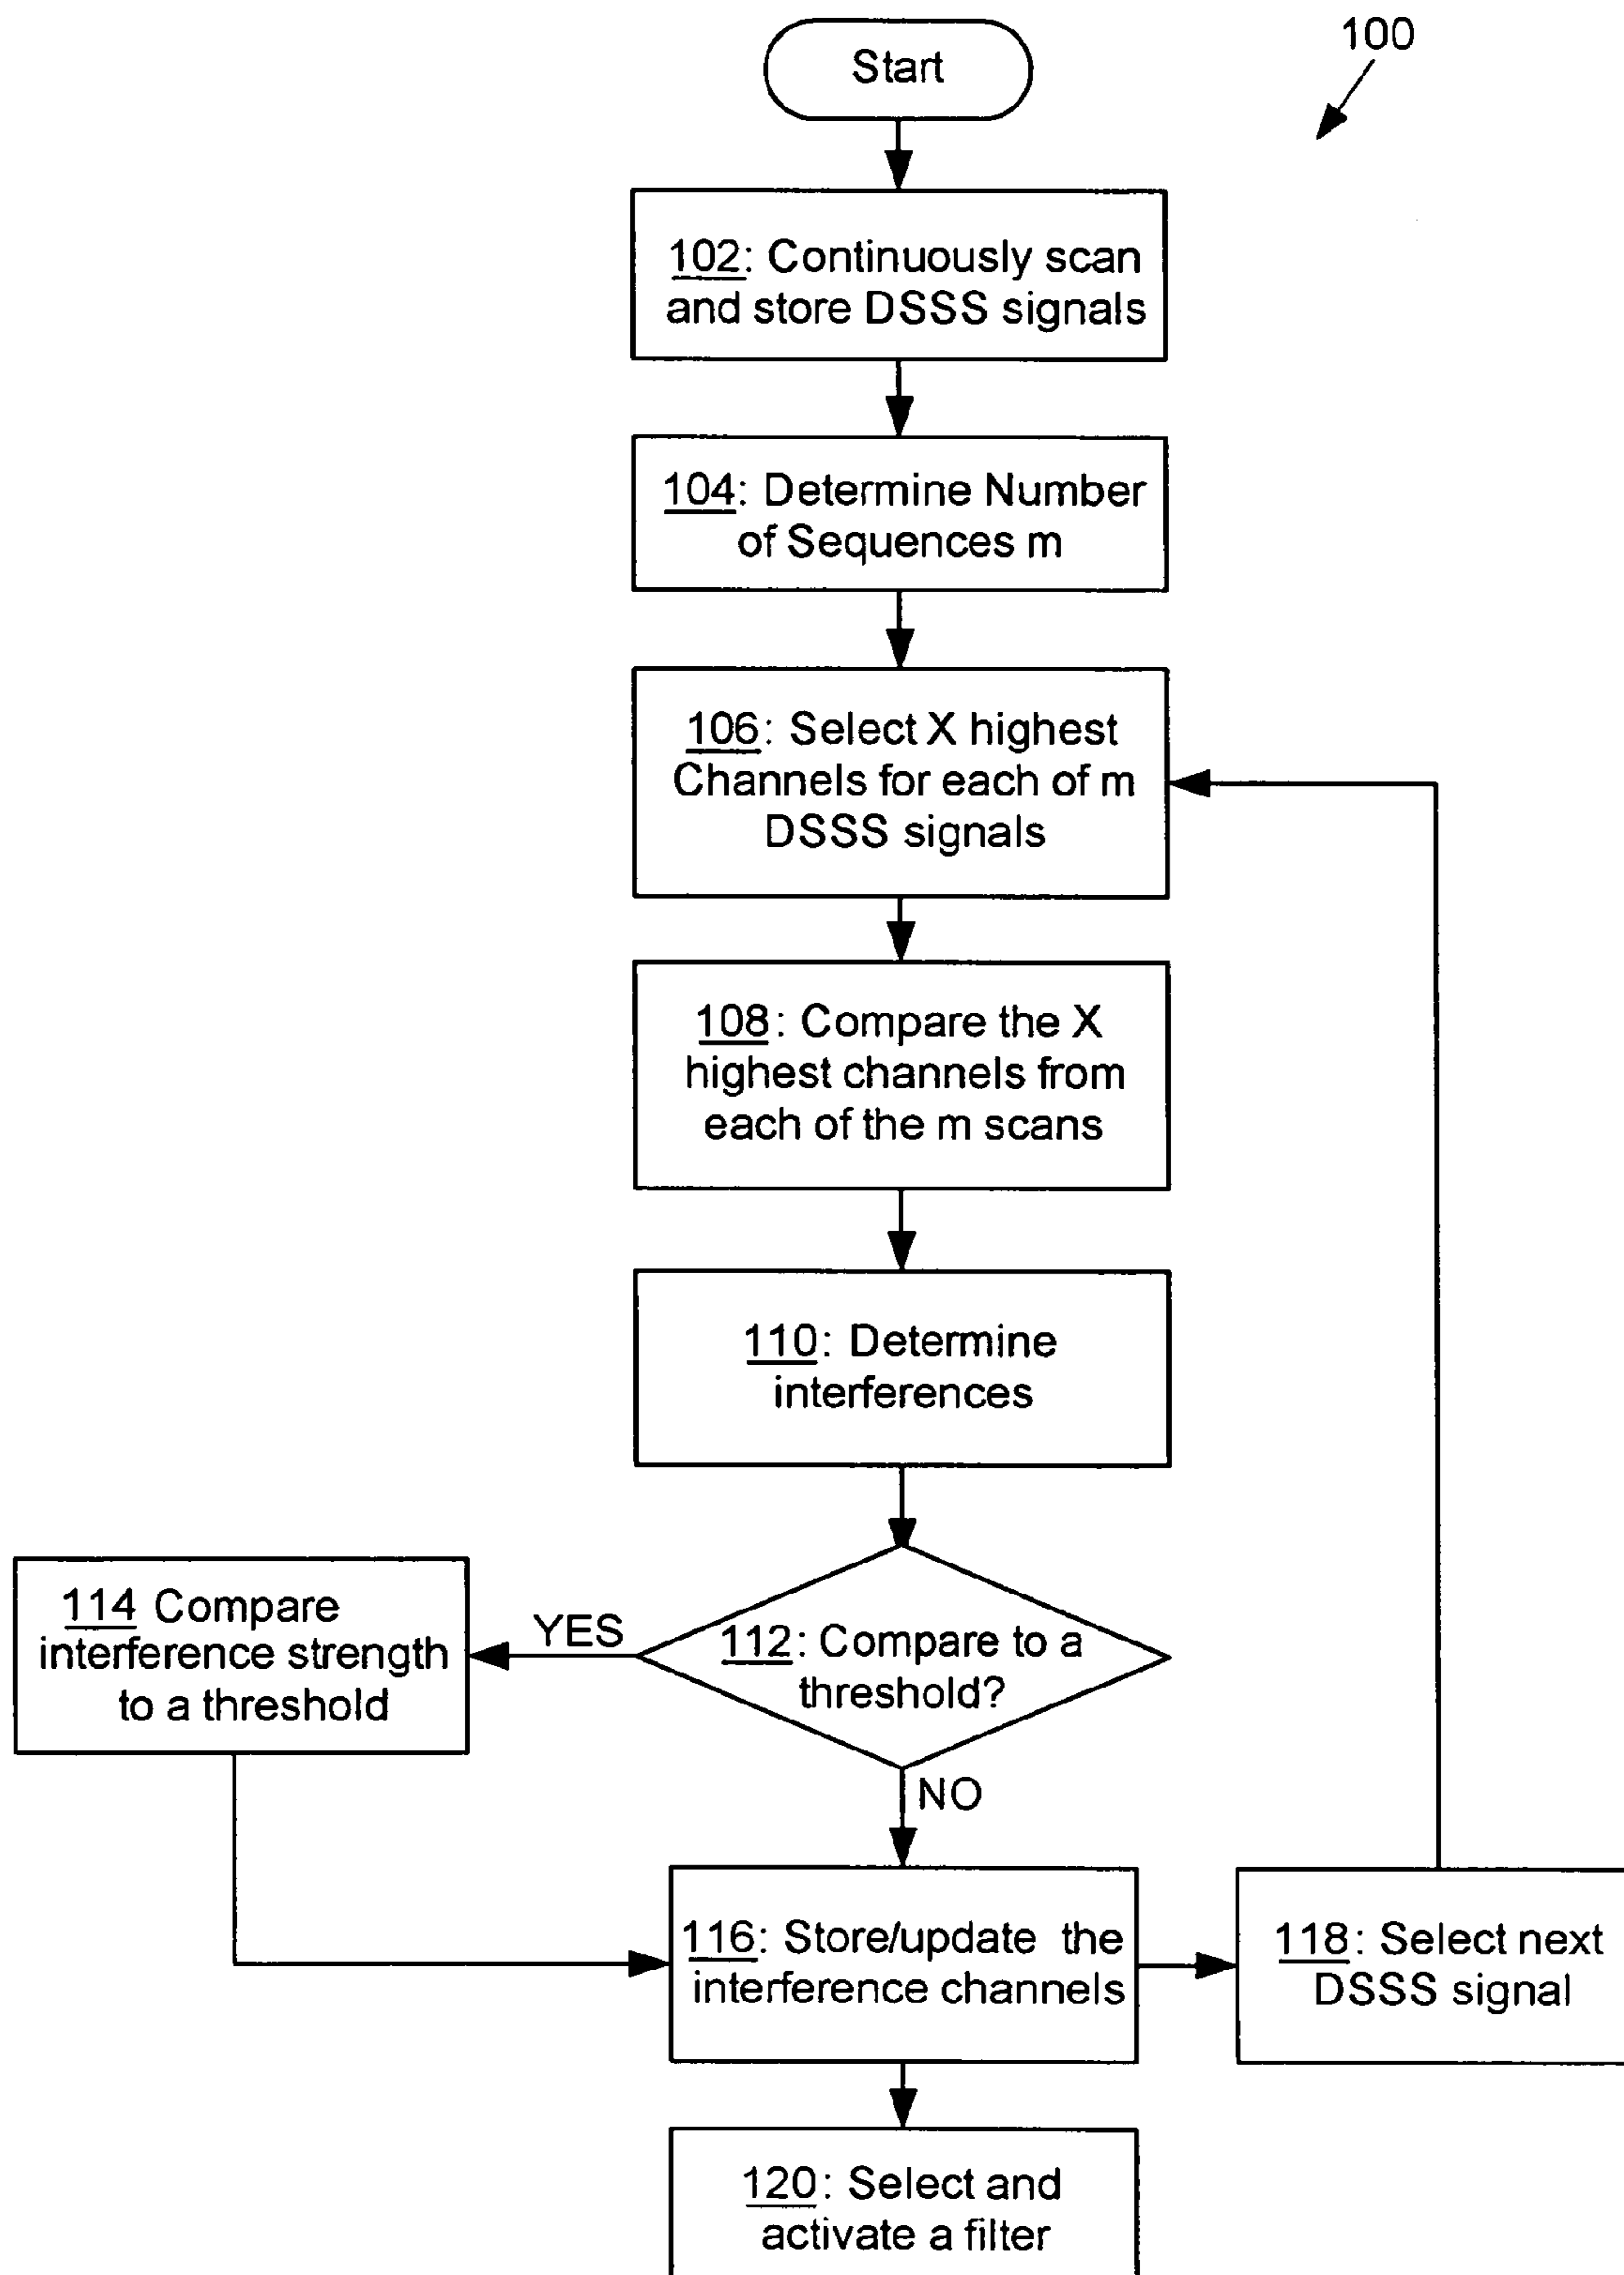 100
Start
102: Continuously scan
and store DSSS signals
104: Determine Number
of Sequences m
106: Select X highest
Channels for each of m
DSSS signals
108: Compare the X
highest channels from
each of the m scans
110: Determine
interferences
112: Compare to a
threshold?
YES
114 Compare
interference strength
to a threshold
NO
116: Store/update the
interference channels
118: Select next
DSSS signal
120: Select and
activate a filter